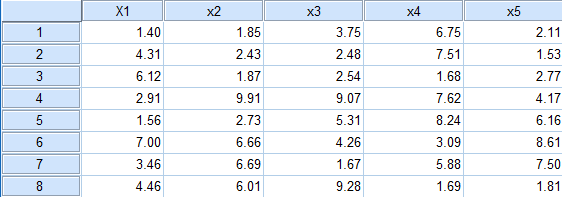 X1 x2 x3 x4 x5
1 1.40 1.85 3.75 6.75 2.11
2 4.31 2.43 2.48 7.51 1.53
3 6.12 1.87 2.54 1.68 2.77
4 2.91 9.91 9.07 7.62 4.17
5 1.56 2.73 5.31 8.24 6.16
6 7.00 6.66 4.26 3.09 8.61
7 3.46 6.69 1.67 5.88 7.50
8 4.46 6.01 9.28 1.69 1.81